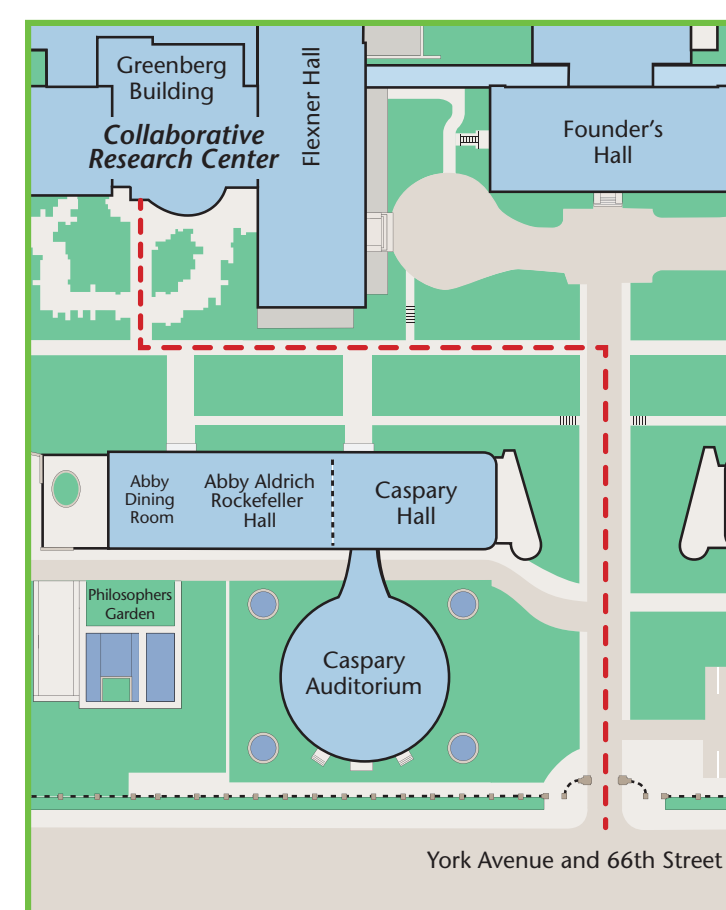 Greenberg
Building
Collaborative
Research Center
Flexner Hall
Founder's
Hall
Abby
Dining
Room
Abby Aldrich
Rockefeller
Hall
Caspary
Hall
Philosophers
Garden
Caspary
Auditorium
York Avenue and 66th Street